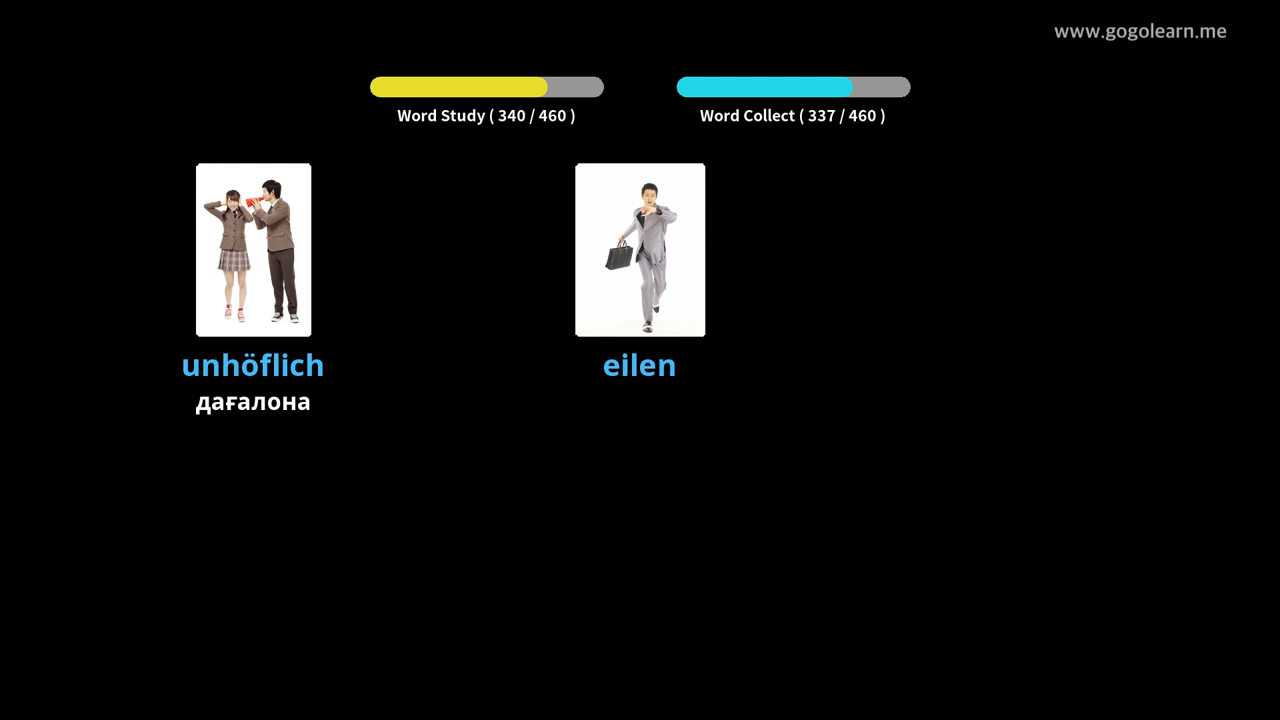 www.gogolearn.me
Word Study ( 340 / 460 )
Word Collect ( 337 / 460 )
unhöflich
дағалона
eilen